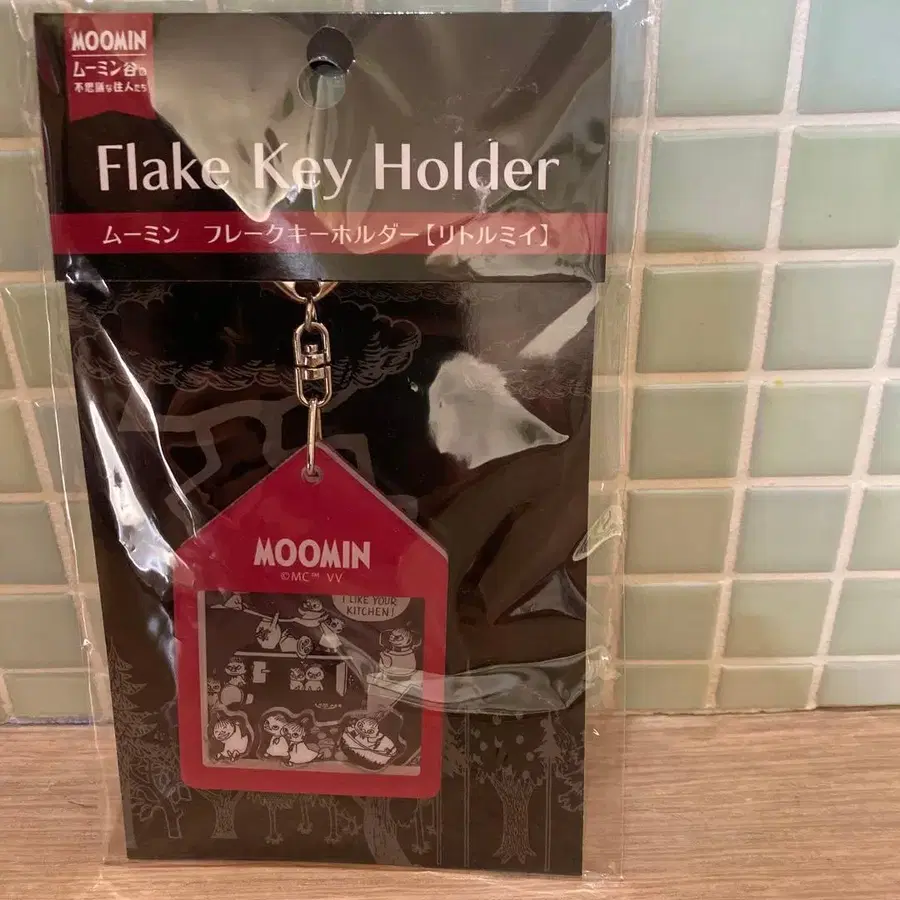 MOOMIN
ムーミン谷の
不思議な住人たち
Flake Key Holder
ムーミン フレークキーホルダー【リトルミイ】
MOOMIN
©MC™ VV
I LIKE YOUR
KITCHEN!